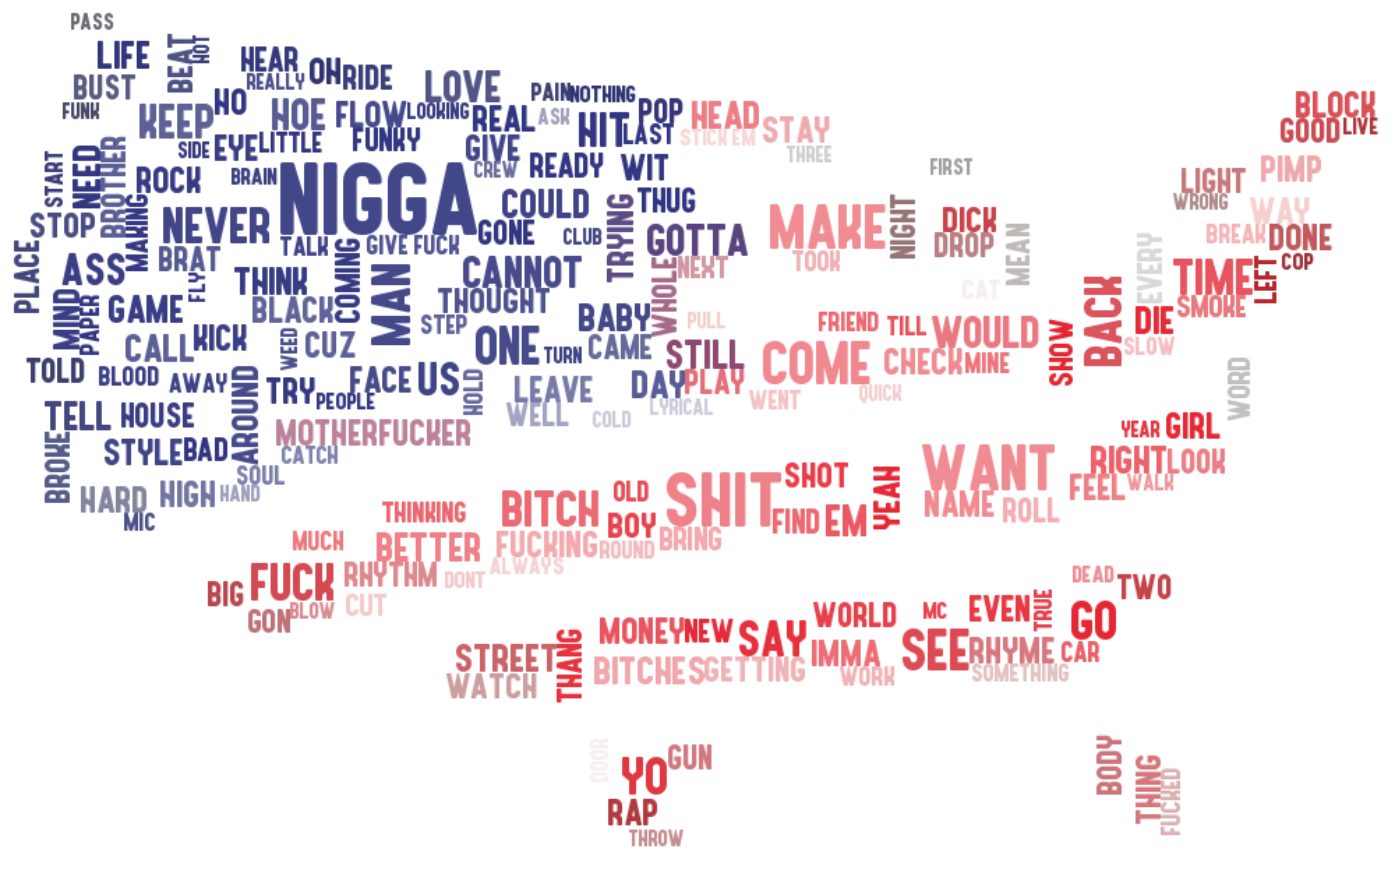 PASS
LIFE
BEAT
HOT
HEAR
REALLY
OH
RIDE
BUST
FUNK
KEEP
HO
HOE
FLOW
LOOKING
LOVE
REAL
PAIN
NOTHING
ASK
HIT
POP
LAST
HEAD
STICK EM
STAY
THREE
SIDE
EYE
LITTLE
FUNKY
GIVE
CREW
READY
WIT
START
NEED
BROTHER
ROCK
BRAIN
NIGGA
COULD
THUG
STOP
MAKING
NEVER
TALK
GIVE FUCK
GONE
CLUB
TRYING
GOTTA
PLACE
ASS
BRAT
FLY
THINK
COMING
MAN
CANNOT
WHOLE
NEXT
MIND
PAPER
GAME
BLACK
THOUGHT
STEP
BABY
PULL
CALL
KICK
WEED
CUZ
ONE
TURN
CAME
STILL
TOLD
BLOOD
AWAY
AROUND
TRY
PEOPLE
FACE
US
HOLD
LEAVE
DAY
PLAY
TELL
HOUSE
WELL
COLD
LYRICAL
BROKE
STYLE
BAD
MOTHERFUCKER
CATCH
SOUL
HARD
HIGH
HAND
MIC
MAKE
TOOK
NIGHT
FIRST
DICK
DROP
MEAN
CAT
FRIEND
TILL
WOULD
COME
CHECK
MINE
WENT
QUICK
SHOW
BACK
EVERY
DIE
SLOW
TIME
SMOKE
LEFT
COP
BLOCK
GOOD
LIVE
PIMP
LIGHT
WRONG
WAY
BREAK
DONE
WORD
YEAR
GIRL
RIGHT
LOOK
FEEL
WALK
WANT
NAME
ROLL
SHOT
YEAH
SHIT
FIND
EM
OLD
BOY
BRING
BITCH
FUCKING
ROUND
ALWAYS
THINKING
MUCH
BETTER
RHYTHM
DONT
BIG
FUCK
BLOW
CUT
GON
STREET
WATCH
THANG
MONEY
NEW
SAY
BITCHES
GETTING
WORLD
IMMA
WORK
MC
EVEN
TRUE
SEE
RHYME
SOMETHING
DEAD
TWO
GO
CAR
DOOR
YO
GUN
RAP
THROW
BODY
THING
FUCKED